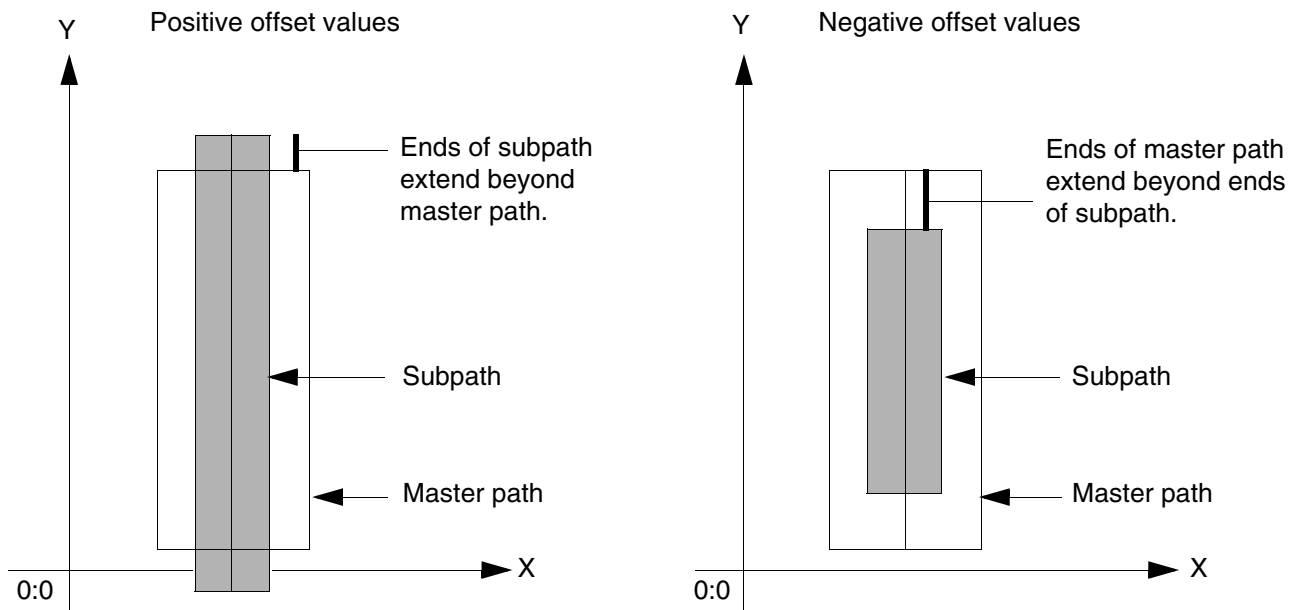 Positive offset values
Y
Ends of subpath
extend beyond
master path.
Subpath
Master path
X
0:0
Negative offset values
Y
Ends of master path
extend beyond ends
of subpath.
Subpath
Master path
X
0:0